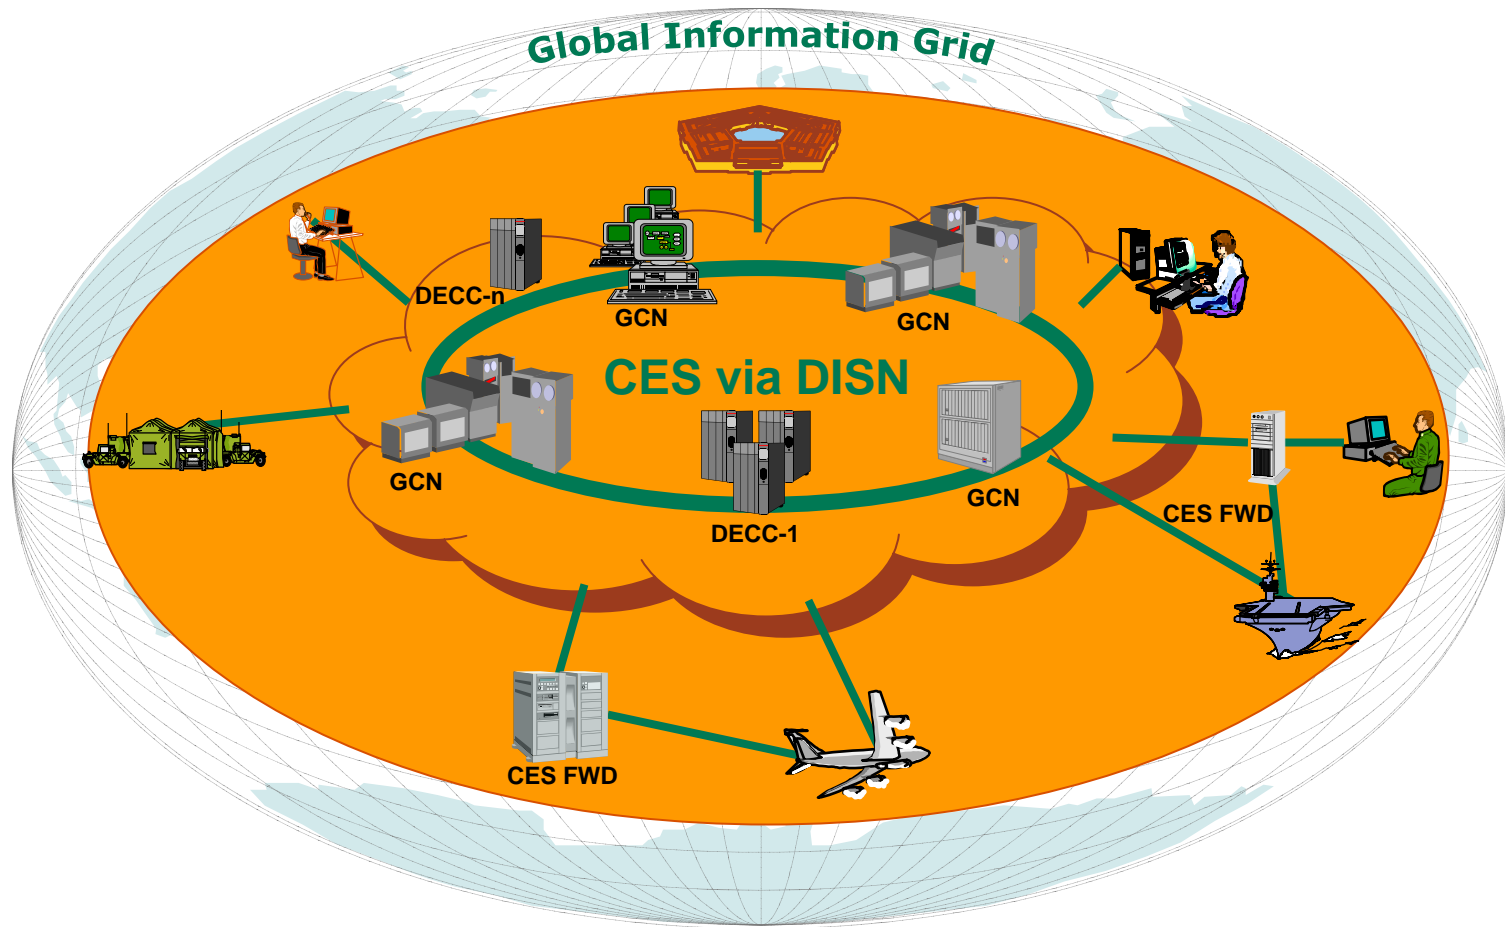 Global Information Grid
DECC-n
GCN
GCN
CES via DISN
GCN
GCN
CES FWD
DECC-1
CES FWD